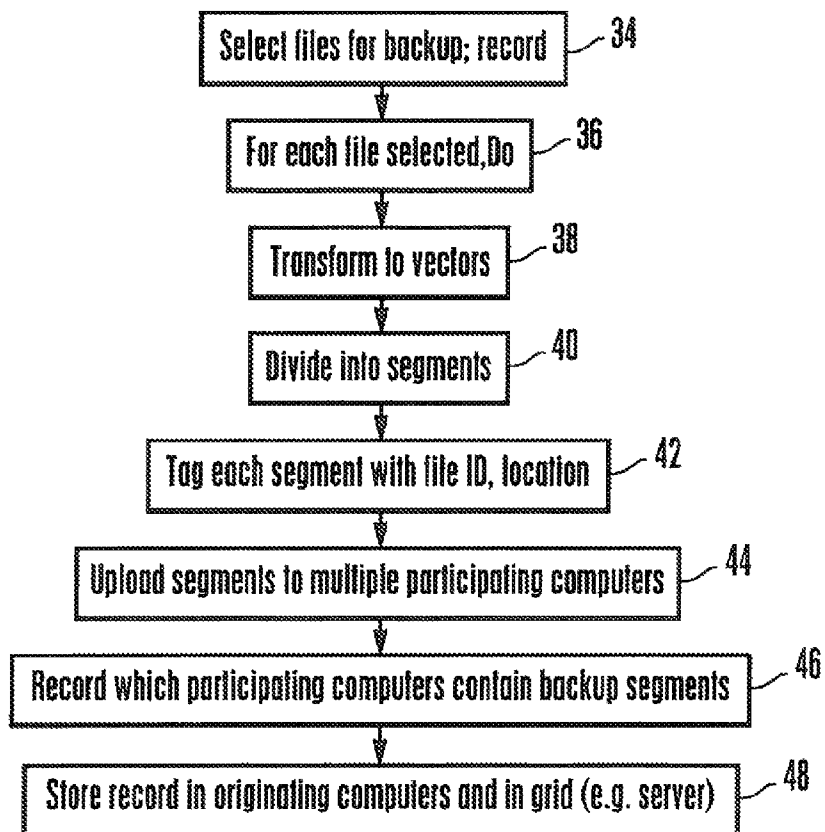 Select files for backup; record
34
For each file selected,Do
36
Transform to vectors
38
Divide into segments
40
Tag each segment with file ID, location
42
Upload segments to multiple participating computers
44
Record which participating computers contain backup segments
46
Store record in originating computers and in grid (e.g. server)
48